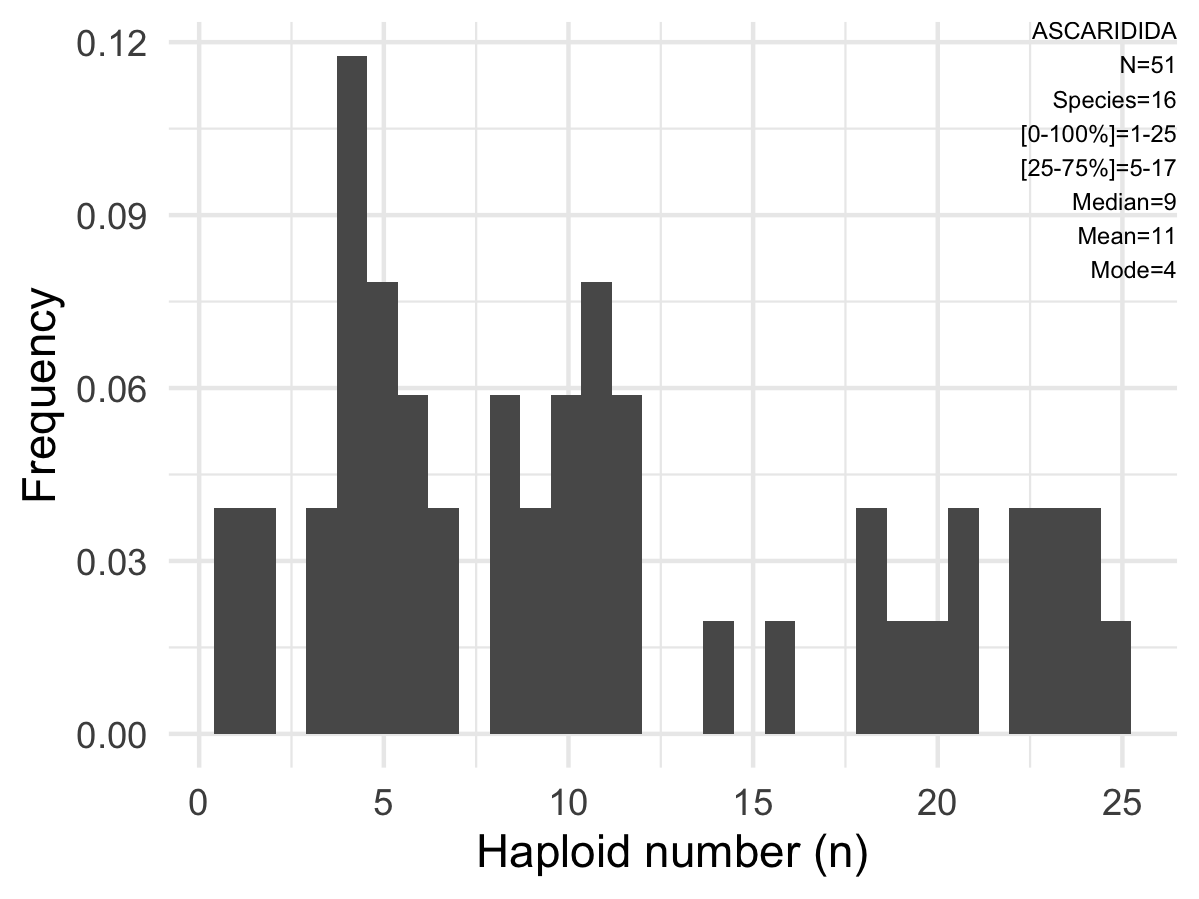 ASCARIDIDA
N=51
Species=16
[0-100%]=1-25
[25-75%]=5-17
Median=9
Mean=11
Mode=4
0.12
0.09
0.06
0.03
0.00
Frequency
0 5 10 15 20 25
Haploid number (n)